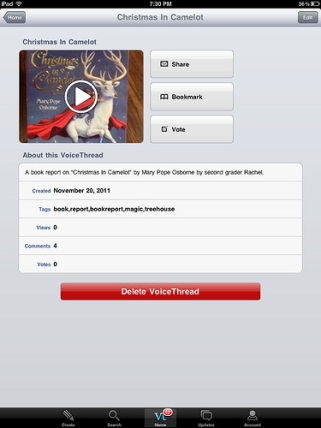 iPad
7:30 PM
36%
Home
Christmas In Camelot
Edit
Christmas In Camelot
Christmas in Camelot
Mary Pope Osborne
Share
Bookmark
Vote
About this VoiceThread
A book report on "Christmas In Camelot" by Mary Pope Osborne by second grader Rachel.
Created November 20, 2011
Tags book,report,bookreport,magic,treehouse
Views 0
Comments 4
Votes 0
Delete VoiceThread
Create
Search
Home
Updates
Account